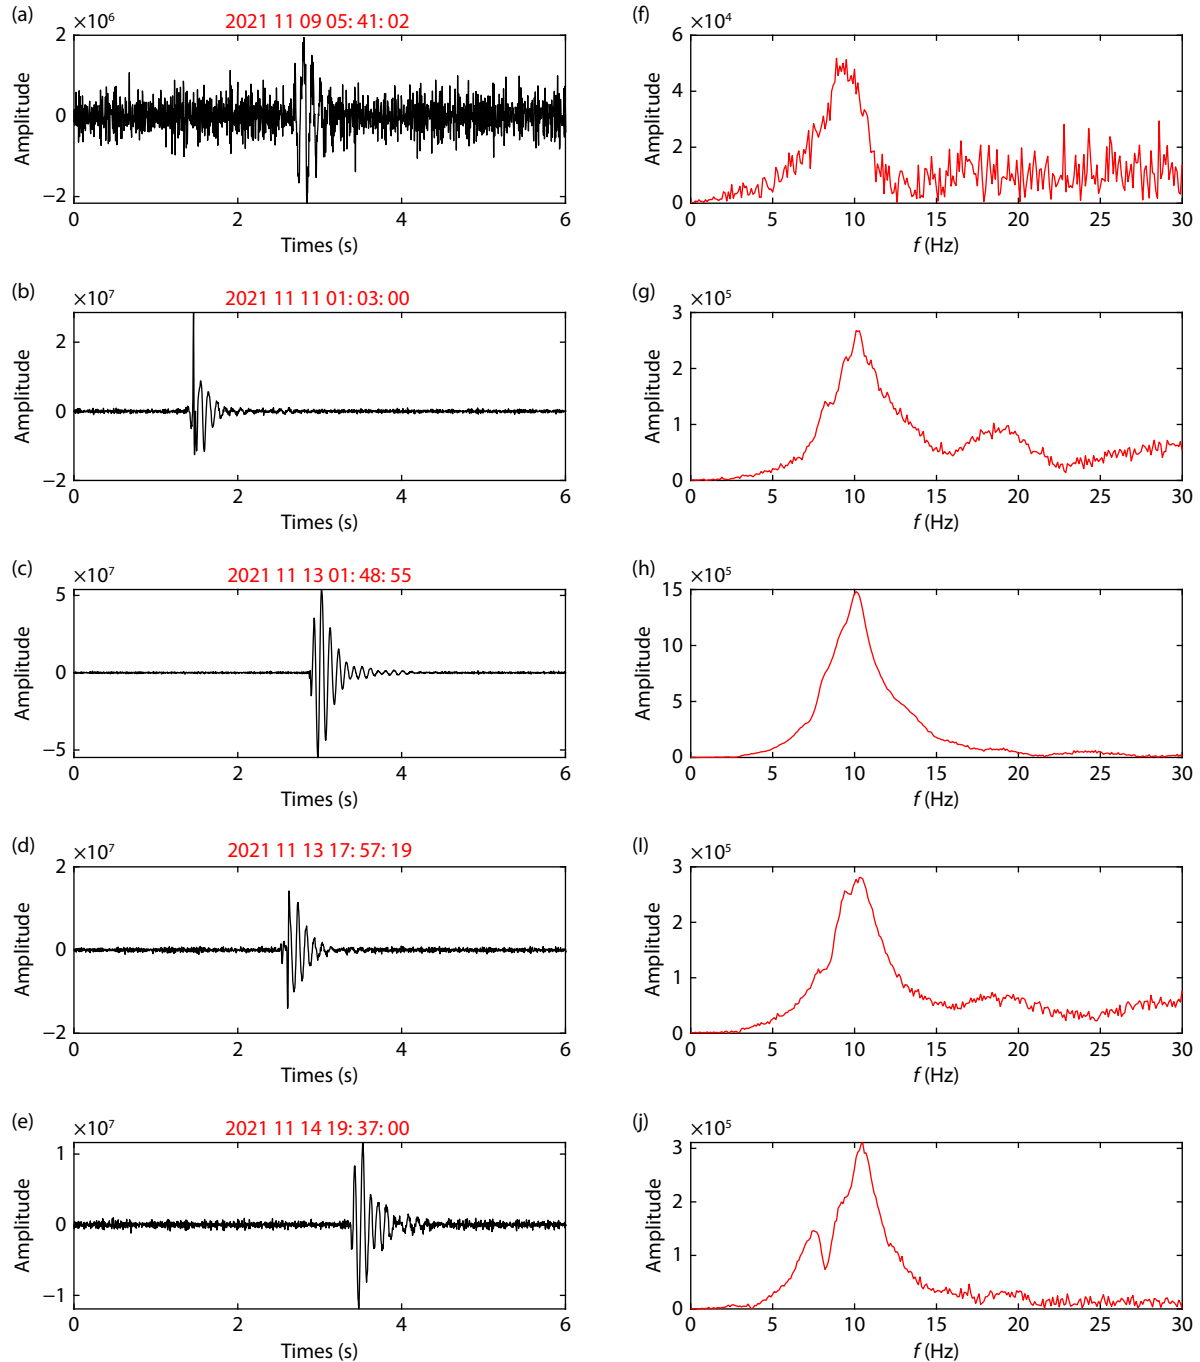 (a)
×10⁶
2021 11 09 05: 41: 02
2
0
−2
Amplitude
0 2 4 6
Times (s)
(f)
×10⁴
6
4
2
0
Amplitude
0 5 10 15 20 25 30
f (Hz)
(b)
×10⁷
2021 11 11 01: 03: 00
2
0
−2
Amplitude
0 2 4 6
Times (s)
(g)
×10⁵
3
2
1
0
Amplitude
0 5 10 15 20 25 30
f (Hz)
(c)
×10⁷
2021 11 13 01: 48: 55
5
0
−5
Amplitude
0 2 4 6
Times (s)
(h)
×10⁵
15
10
5
0
Amplitude
0 5 10 15 20 25 30
f (Hz)
(d)
×10⁷
2021 11 13 17: 57: 19
2
0
−2
Amplitude
0 2 4 6
Times (s)
(l)
×10⁵
3
2
1
0
Amplitude
0 5 10 15 20 25 30
f (Hz)
(e)
×10⁷
2021 11 14 19: 37: 00
1
0
−1
Amplitude
0 2 4 6
Times (s)
(j)
×10⁵
3
2
1
0
Amplitude
0 5 10 15 20 25 30
f (Hz)